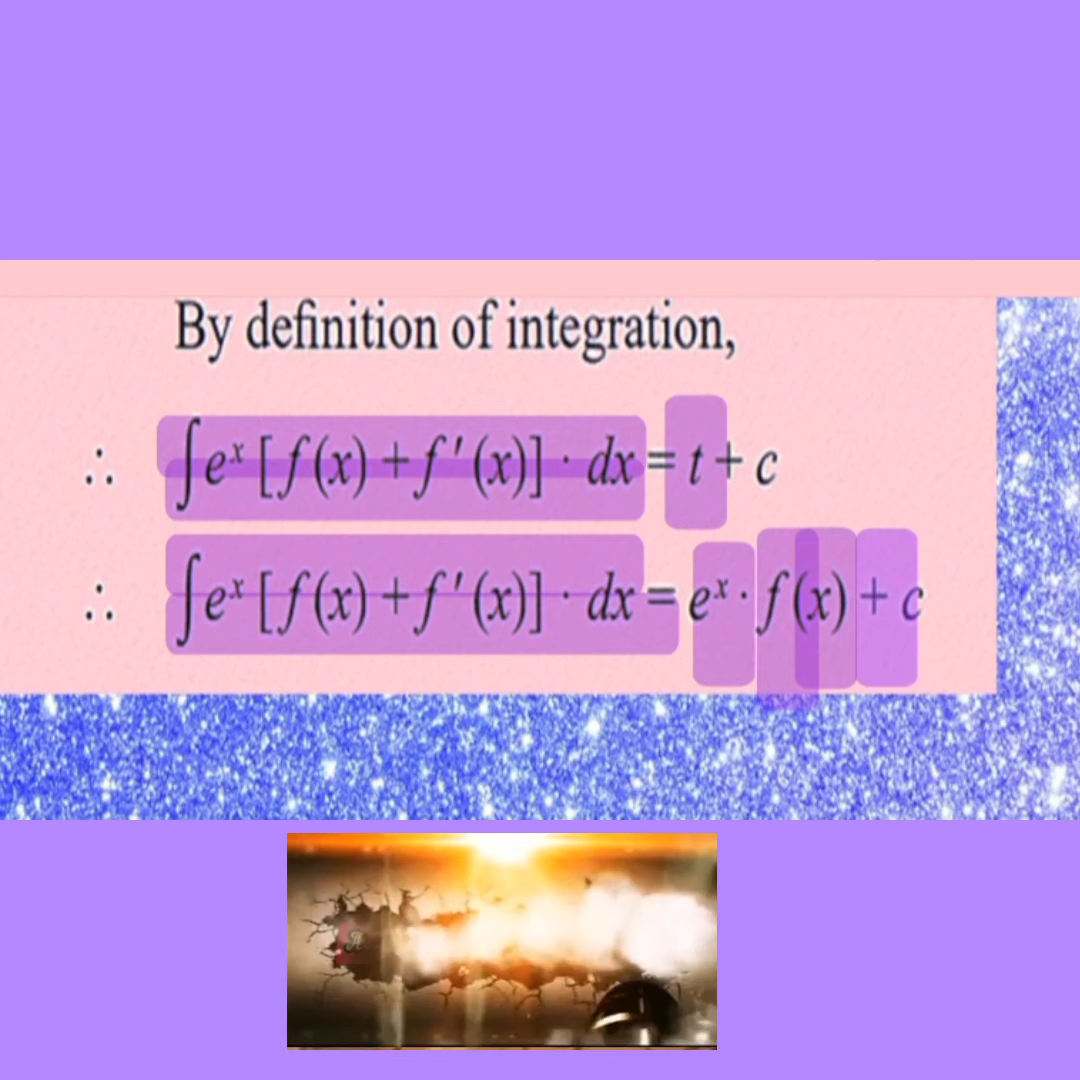 By definition of integration,
∴ ∫eˣ [f(x) + f′(x)] · dx = t + c
∴ ∫eˣ [f(x) + f′(x)] · dx = eˣ · f(x) + c